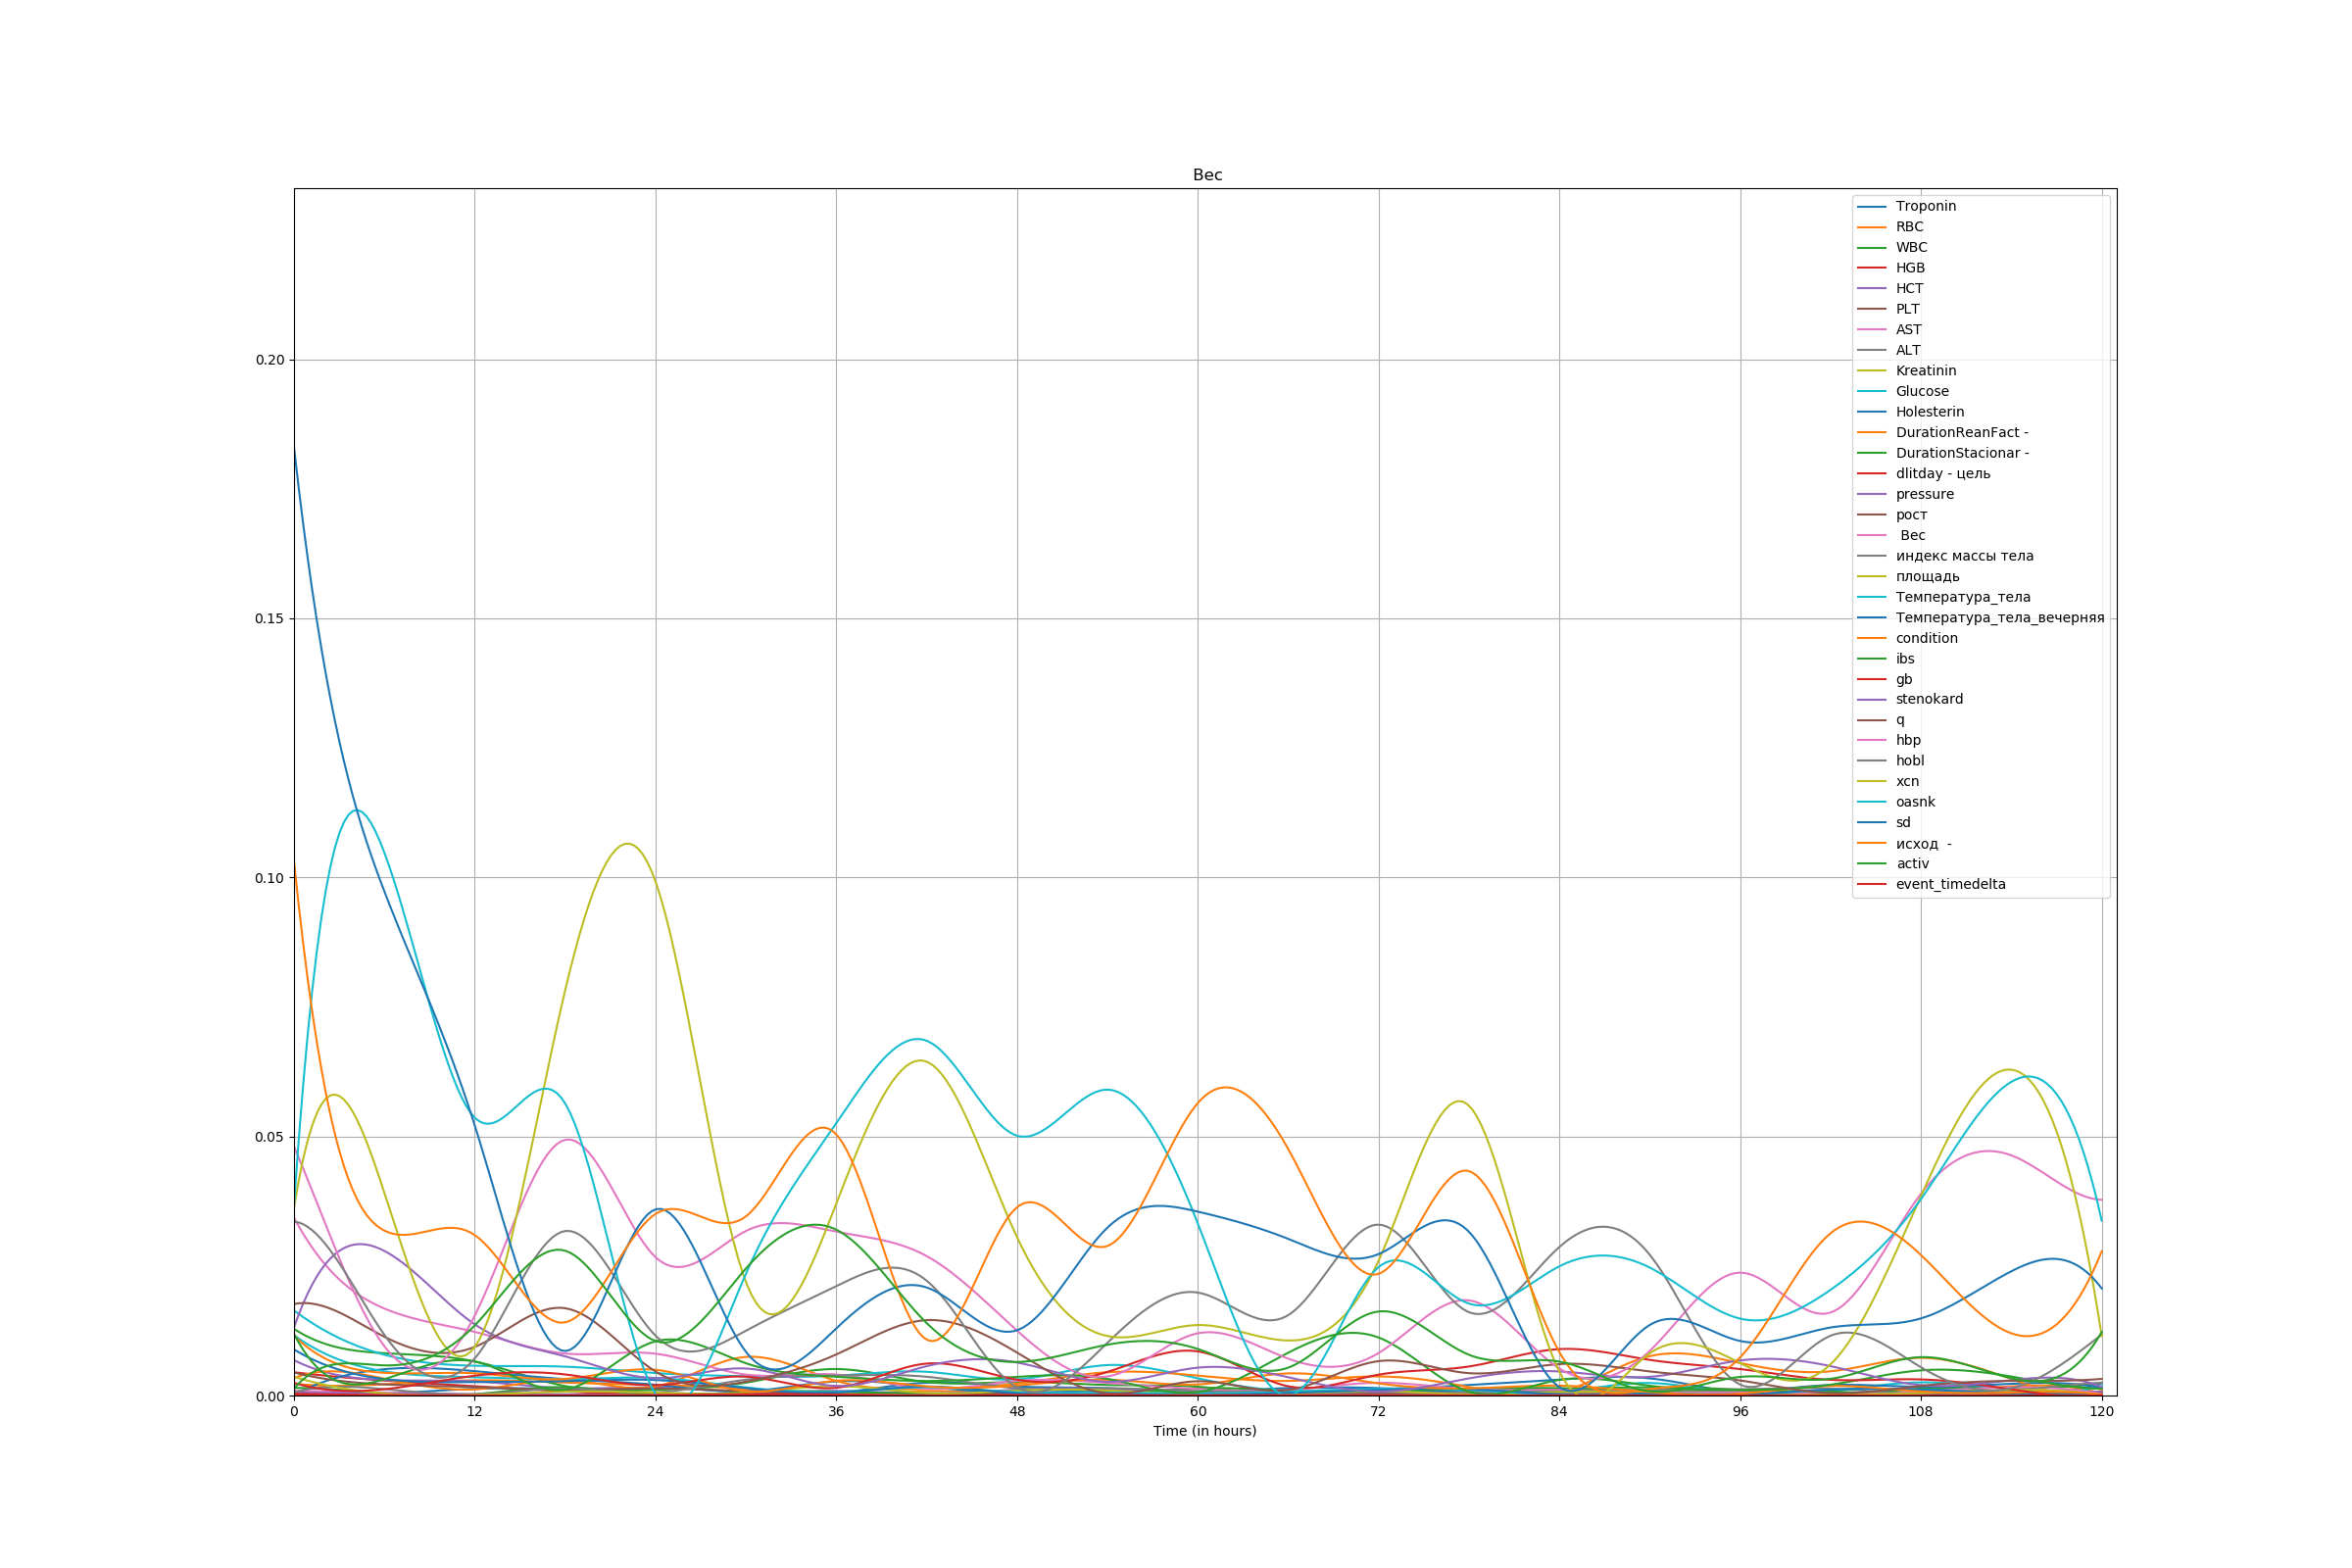 Вес
0.20
0.15
0.10
0.05
0.00
0
12
24
36
48
60
72
84
96
108
120
Time (in hours)
Troponin
RBC
WBC
HGB
HCT
PLT
AST
ALT
Kreatinin
Glucose
Holesterin
DurationReanFact -
DurationStacionar -
dlitday - цель
pressure
рост
Вес
индекс массы тела
площадь
Температура_тела
Температура_тела_вечерняя
condition
ibs
gb
stenokard
q
hbp
hobl
xcn
oasnk
sd
исход  -
activ
event_timedelta